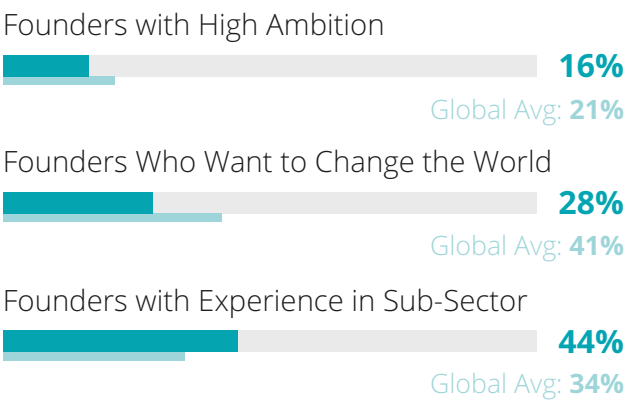 Founders with High Ambition
16%
Global Avg: 21%
Founders Who Want to Change the World
28%
Global Avg: 41%
Founders with Experience in Sub-Sector
44%
Global Avg: 34%